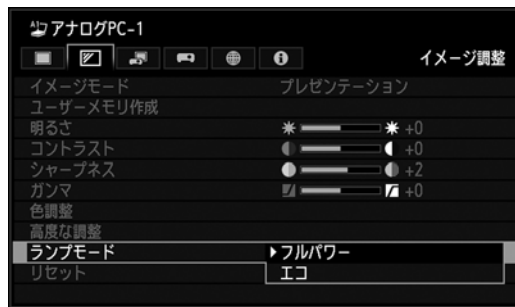 アナログPC-1
イメージ調整
イメージモード プレゼンテーション
ユーザーメモリ作成
明るさ +0
コントラスト +0
シャープネス +2
ガンマ +0
色調整
高度な調整
ランプモード フルパワー
エコ
リセット